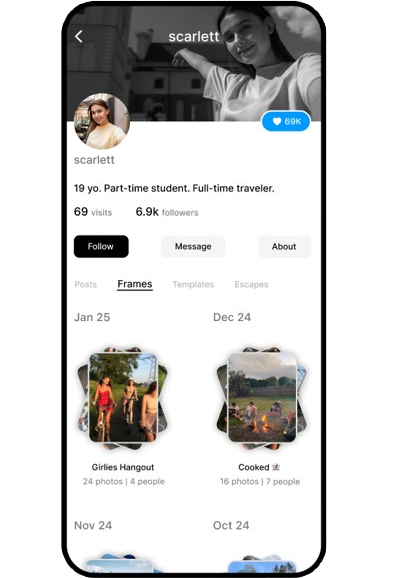 scarlett
69K
scarlett
19 yo. Part-time student. Full-time traveler.
69 visits 6.9k followers
Follow Message About
Posts Frames Templates Escapes
Jan 25 Dec 24
Girlies Hangout Cooked
24 photos | 4 people 16 photos | 7 people
Nov 24 Oct 24